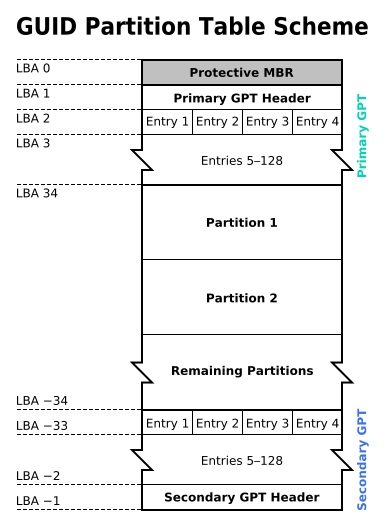 GUID Partition Table Scheme
LBA 0
Protective MBR
LBA 1
Primary GPT Header
LBA 2
Entry 1 Entry 2 Entry 3 Entry 4
LBA 3
Entries 5–128
Primary GPT
LBA 34
Partition 1
Partition 2
Remaining Partitions
LBA −34
LBA −33
Entry 1 Entry 2 Entry 3 Entry 4
Entries 5–128
LBA −2
LBA −1
Secondary GPT Header
Secondary GPT